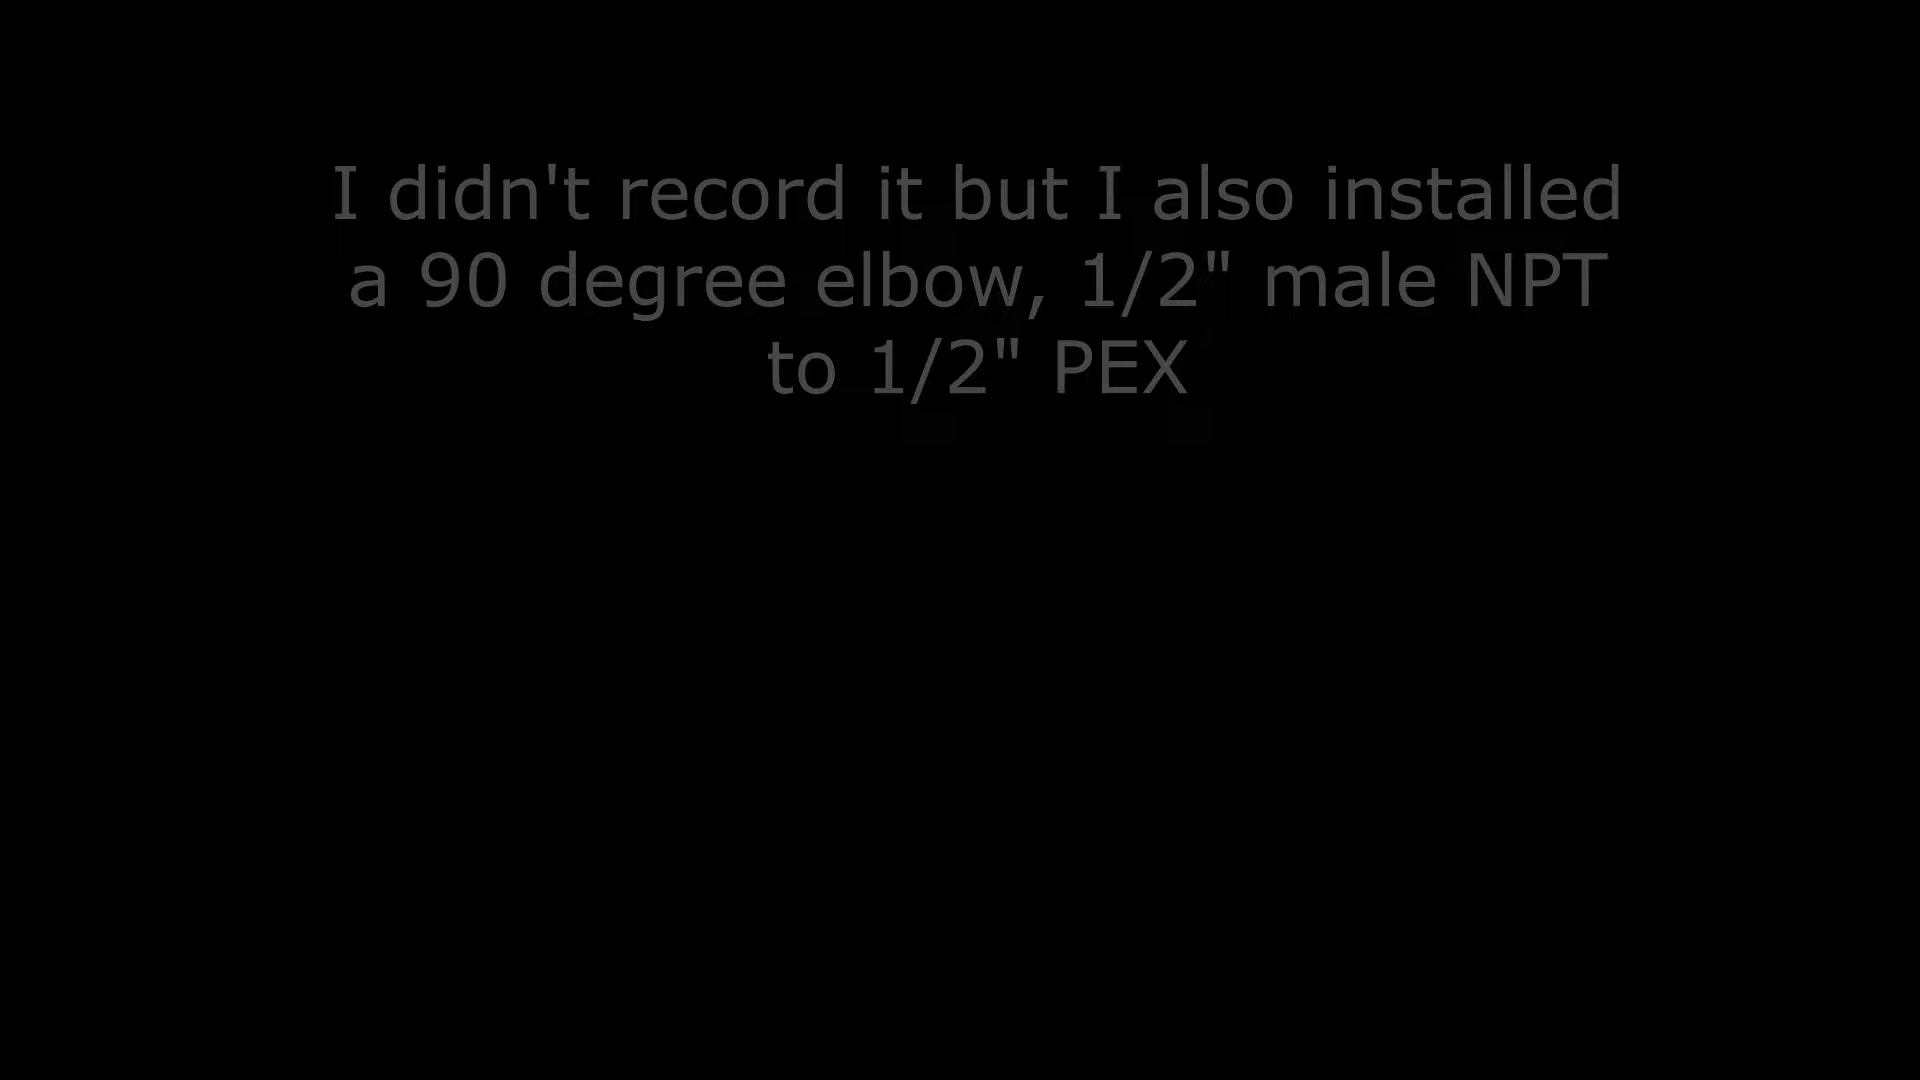 I didn't record it but I also installed
a 90 degree elbow, 1/2" male NPT
to 1/2" PEX